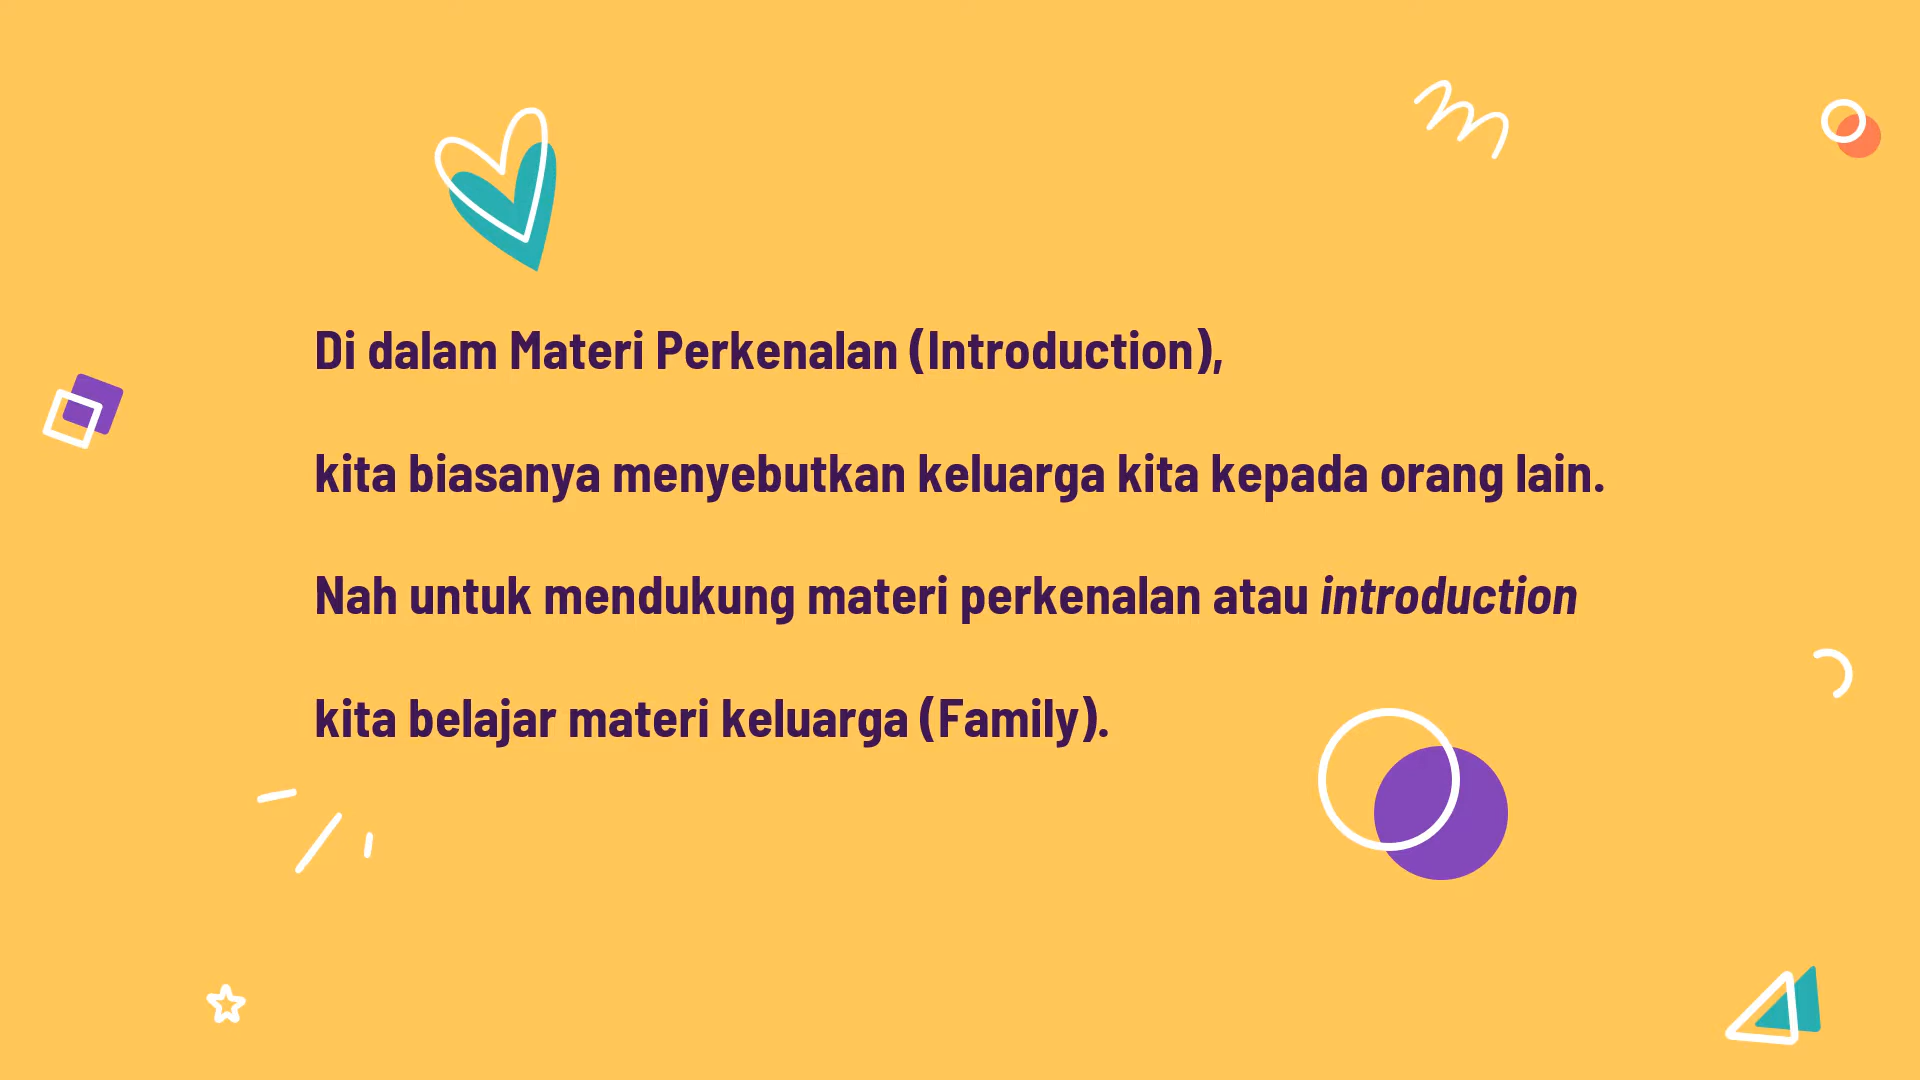 Di dalam Materi Perkenalan (Introduction),
kita biasanya menyebutkan keluarga kita kepada orang lain.
Nah untuk mendukung materi perkenalan atau introduction
kita belajar materi keluarga (Family).